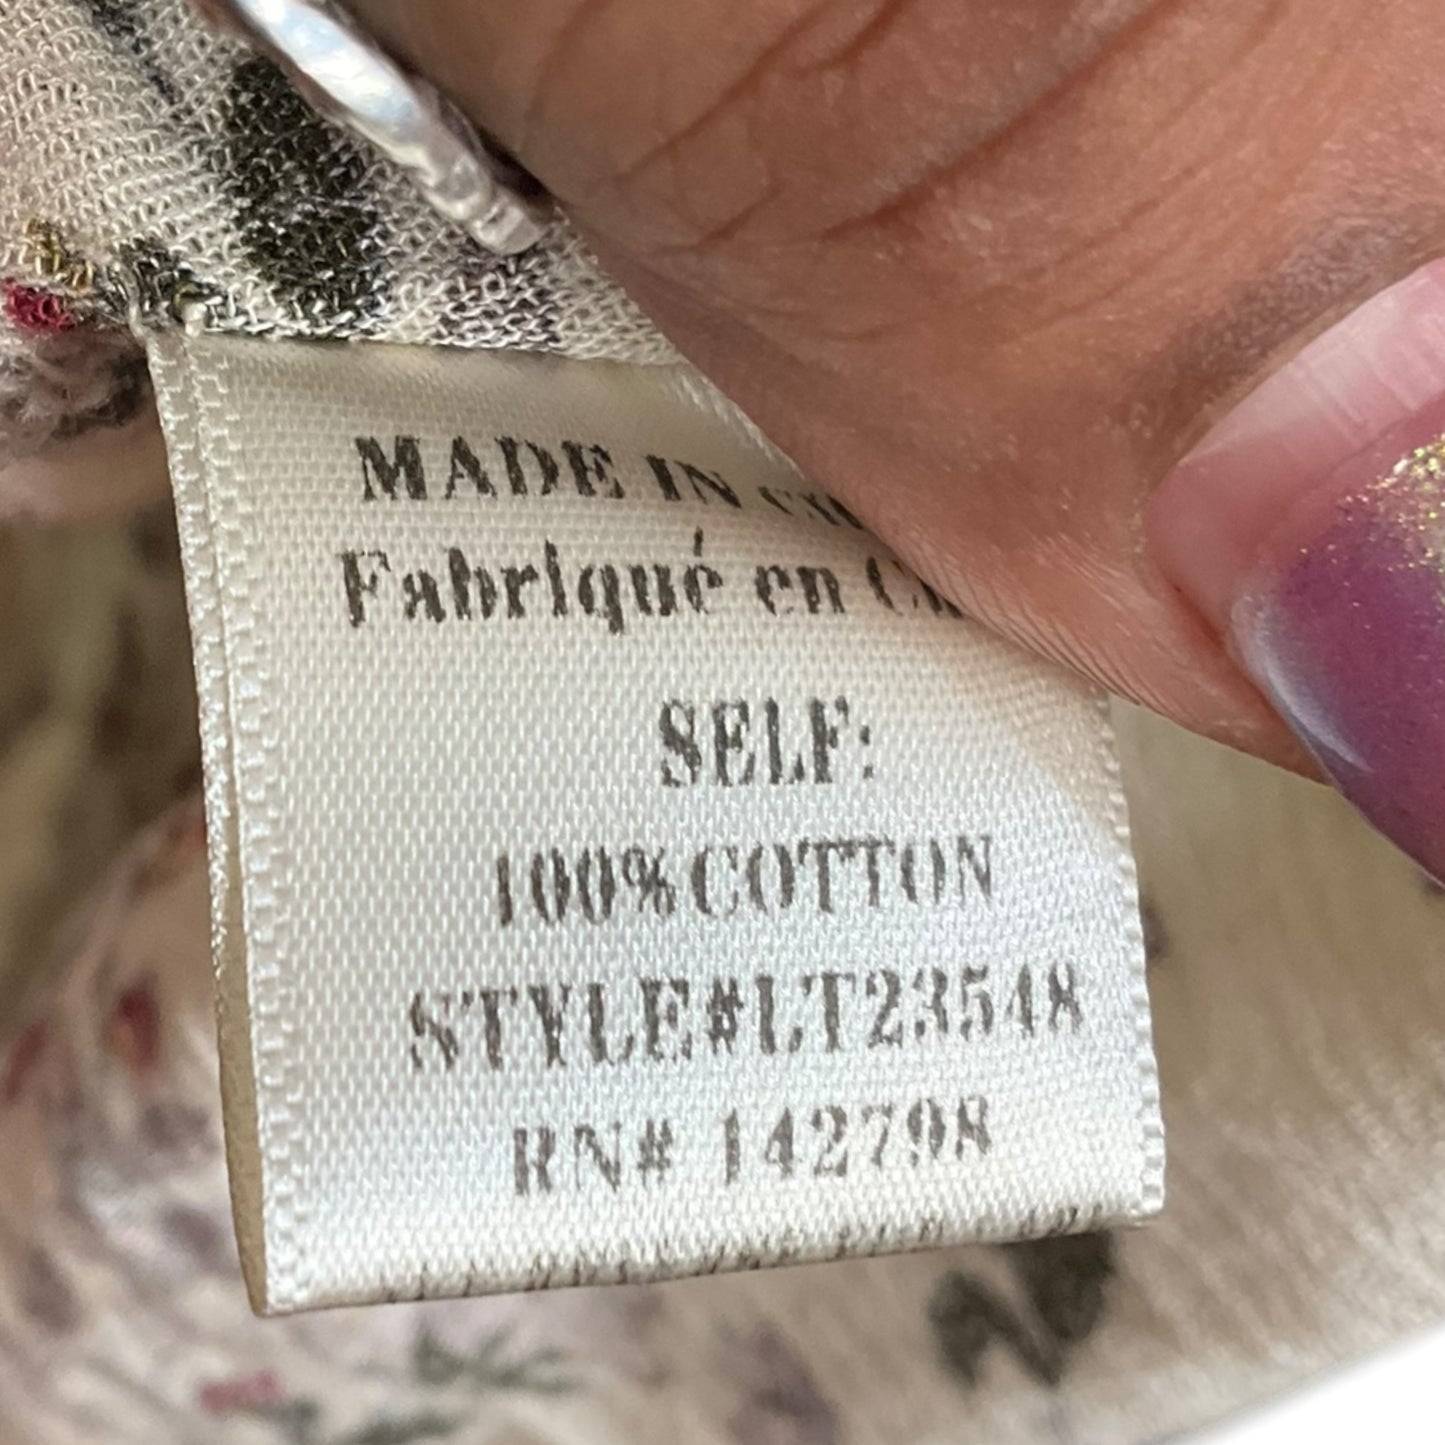 MADE IN
Fabriqué en
SELF:
100% COTTON
STYLE#LT23548
RN# 142798